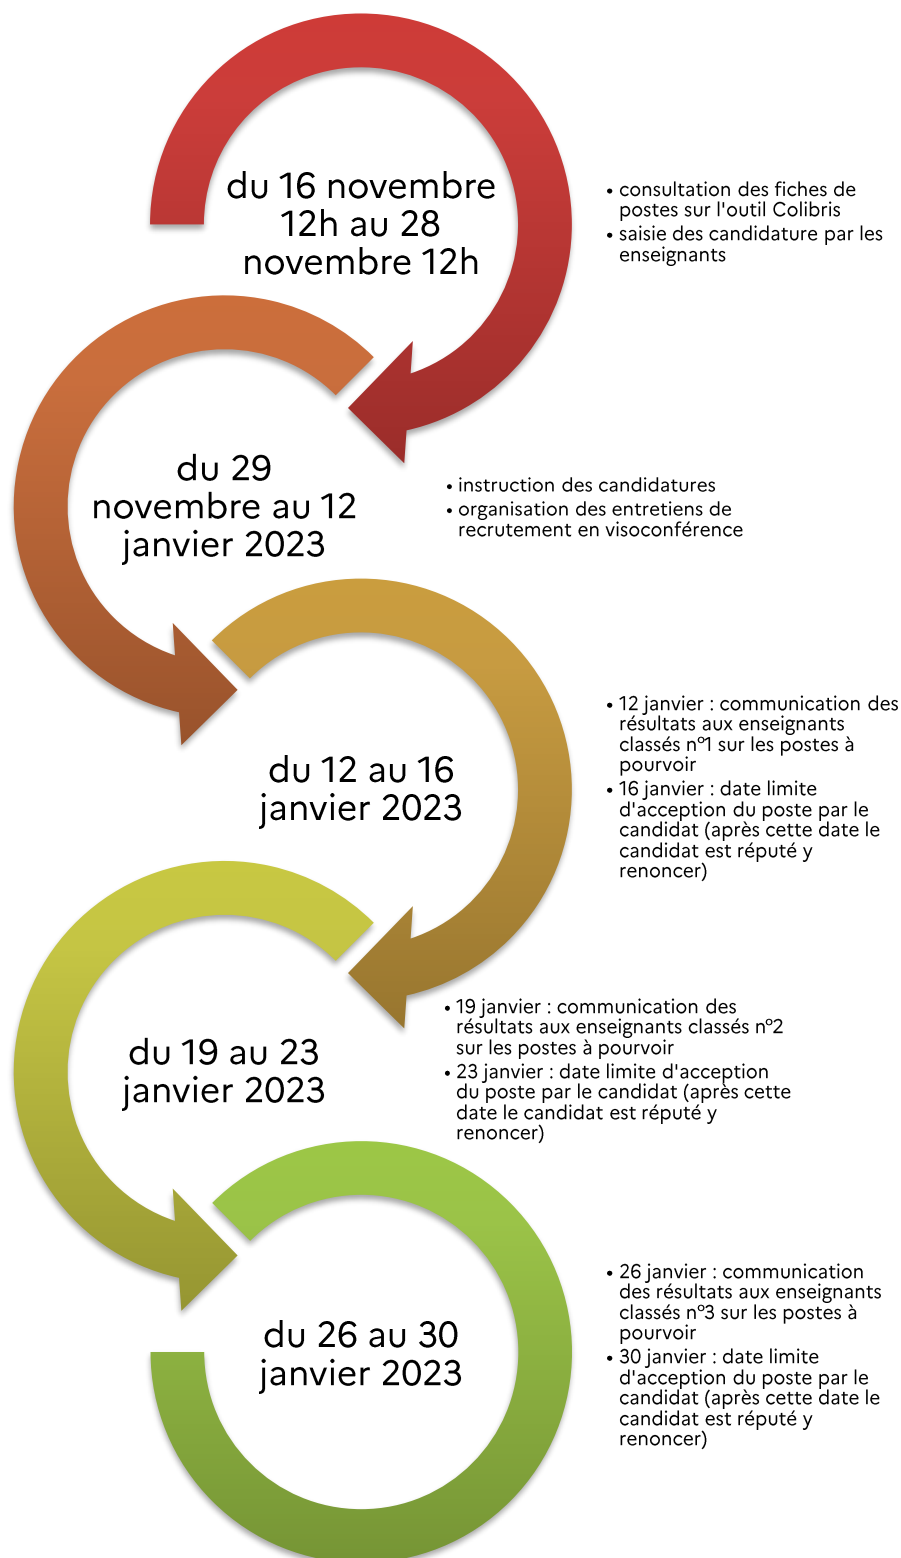 du 16 novembre
12h au 28
novembre 12h
• consultation des fiches de
postes sur l'outil Colibris
• saisie des candidature par les
enseignants
du 29
novembre au 12
janvier 2023
• instruction des candidatures
• organisation des entretiens de
recrutement en visoconférence
du 12 au 16
janvier 2023
• 12 janvier : communication des
résultats aux enseignants
classés n°1 sur les postes à
pourvoir
• 16 janvier : date limite
d'acception du poste par le
candidat (après cette date le
candidat est réputé y
renoncer)
du 19 au 23
janvier 2023
• 19 janvier : communication des
résultats aux enseignants classés n°2
sur les postes à pourvoir
• 23 janvier : date limite d'acception
du poste par le candidat (après cette
date le candidat est réputé y
renoncer)
du 26 au 30
janvier 2023
• 26 janvier : communication
des résultats aux enseignants
classés n°3 sur les postes à
pourvoir
• 30 janvier : date limite
d'acception du poste par le
candidat (après cette date le
candidat est réputé y
renoncer)